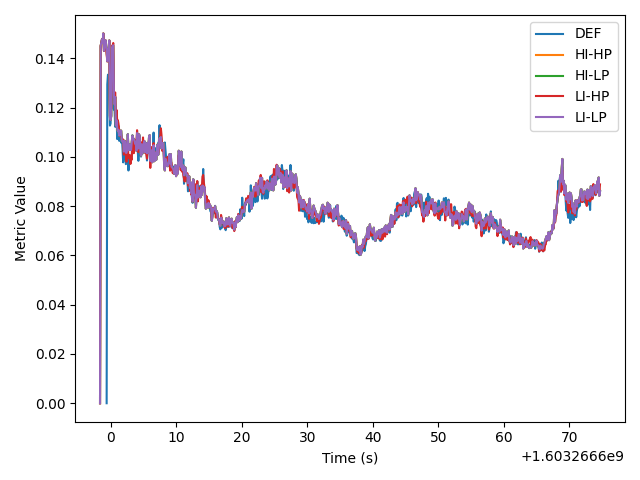 DEF
HI-HP
HI-LP
LI-HP
LI-LP
Metric Value
0.14
0.12
0.10
0.08
0.06
0.04
0.02
0.00
0 10 20 30 40 50 60 70
Time (s)
+1.6032666e9